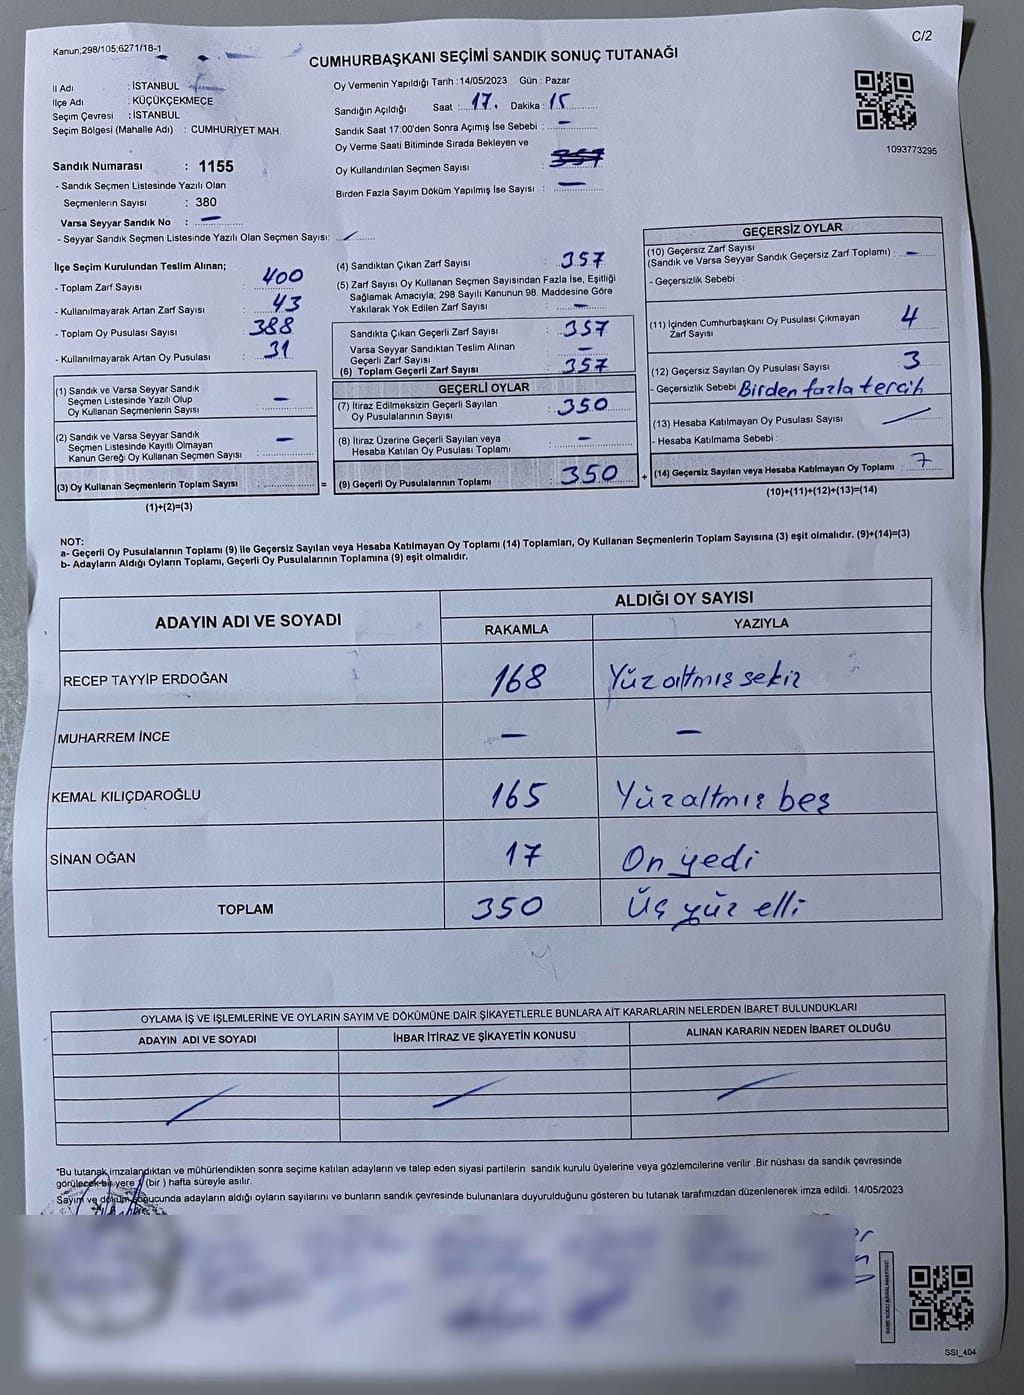 Kanun;298/105;6271/18-1
C/2
CUMHURBAŞKANI SEÇİMİ SANDIK SONUÇ TUTANAĞI
İl Adı : İSTANBUL
İlçe Adı : KÜÇÜKÇEKMECE
Seçim Çevresi : İSTANBUL
Seçim Bölgesi (Mahalle Adı) : CUMHURİYET MAH.
Sandık Numarası : 1155
- Sandık Seçmen Listesinde Yazılı Olan
Seçmenlerin Sayısı : 380
Varsa Seyyar Sandık No : —
- Seyyar Sandık Seçmen Listesinde Yazılı Olan Seçmen Sayısı:
Oy Vermenin Yapıldığı Tarih : 14/05/2023 Gün : Pazar
Sandığın Açıldığı Saat : 17. Dakika : 15
Sandık Saat 17:00'den Sonra Açımış İse Sebebi : —
Oy Verme Saati Bitiminde Sırada Bekleyen ve
Oy Kullandırılan Seçmen Sayısı :
Birden Fazla Sayım Döküm Yapılmış İse Sayısı : —
1093773295
İlçe Seçim Kurulundan Teslim Alınan;
- Toplam Zarf Sayısı : 400
- Kullanılmayarak Artan Zarf Sayısı : 43
- Toplam Oy Pusulası Sayısı : 388
- Kullanılmayarak Artan Oy Pusulası : 31
(1) Sandık ve Varsa Seyyar Sandık
Seçmen Listesinde Yazılı Olup
Oy Kullanan Seçmenlerin Sayısı : —
(2) Sandık ve Varsa Seyyar Sandık
Seçmen Listesinde Kayıtlı Olmayan
Kanun Gereği Oy Kullanan Seçmen Sayısı : —
(3) Oy Kullanan Seçmenlerin Toplam Sayısı :
(1)+(2)=(3)
(4) Sandıktan Çıkan Zarf Sayısı : 357
(5) Zarf Sayısı Oy Kullanan Seçmen Sayısından Fazla İse, Eşitliği
Sağlamak Amacıyla; 298 Sayılı Kanunun 98. Maddesine Göre
Yakılarak Yok Edilen Zarf Sayısı : —
Sandıkta Çıkan Geçerli Zarf Sayısı : 357
Varsa Seyyar Sandıktan Teslim Alınan
Geçerli Zarf Sayısı : —
(6) Toplam Geçerli Zarf Sayısı : 357
GEÇERLİ OYLAR
(7) İtiraz Edilmeksizin Geçerli Sayılan
Oy Pusulalarının Sayısı : 350
(8) İtiraz Üzerine Geçerli Sayılan veya
Hesaba Katılan Oy Pusulası Toplamı : —
= (9) Geçerli Oy Pusulalarının Toplamı : 350
GEÇERSİZ OYLAR
(10) Geçersiz Zarf Sayısı
(Sandık ve Varsa Seyyar Sandık Geçersiz Zarf Toplamı) : —
- Geçersizlik Sebebi :
(11) İçinden Cumhurbaşkanı Oy Pusulası Çıkmayan
Zarf Sayısı : 4
(12) Geçersiz Sayılan Oy Pusulası Sayısı : 3
- Geçersizlik Sebebi Birden fazla tercih
(13) Hesaba Katılmayan Oy Pusulası Sayısı :
- Hesaba Katılmama Sebebi :
+ (14) Geçersiz Sayılan veya Hesaba Katılmayan Oy Toplamı : 7
(10)+(11)+(12)+(13)=(14)
NOT:
a- Geçerli Oy Pusulalarının Toplamı (9) ile Geçersiz Sayılan veya Hesaba Katılmayan Oy Toplamı (14) Toplamları, Oy Kullanan Seçmenlerin Toplam Sayısına (3) eşit olmalıdır. (9)+(14)=(3)
b- Adayların Aldığı Oyların Toplamı, Geçerli Oy Pusulalarının Toplamına (9) eşit olmalıdır.
ADAYIN ADI VE SOYADI
ALDIĞI OY SAYISI
RAKAMLA YAZIYLA
RECEP TAYYİP ERDOĞAN 168 Yüz altmış sekiz
MUHARREM İNCE — —
KEMAL KILIÇDAROĞLU 165 Yüz altmış beş
SİNAN OĞAN 17 On yedi
TOPLAM 350 Üç yüz elli
OYLAMA İŞ VE İŞLEMLERİNE VE OYLARIN SAYIM VE DÖKÜMÜNE DAİR ŞİKAYETLERLE BUNLARA AİT KARARLARIN NELERDEN İBARET BULUNDUKLARI
ADAYIN ADI VE SOYADI İHBAR İTİRAZ VE ŞİKAYETİN KONUSU ALINAN KARARIN NEDEN İBARET OLDUĞU
*Bu tutanak imzalandıktan ve mühürlendikten sonra seçime katılan adayların ve talep eden siyasi partilerin sandık kurulu üyelerine veya gözlemcilerine verilir .Bir nüshası da sandık çevresinde
görülecek bir yere 1 (bir ) hafta süreyle asılır.
Sayım ve döküm sonucunda adayların aldığı oyların sayılarını ve bunların sandık çevresinde bulunanlara duyurulduğunu gösteren bu tutanak tarafımızdan düzenlenerek imza edildi. 14/05/2023
SSI_404